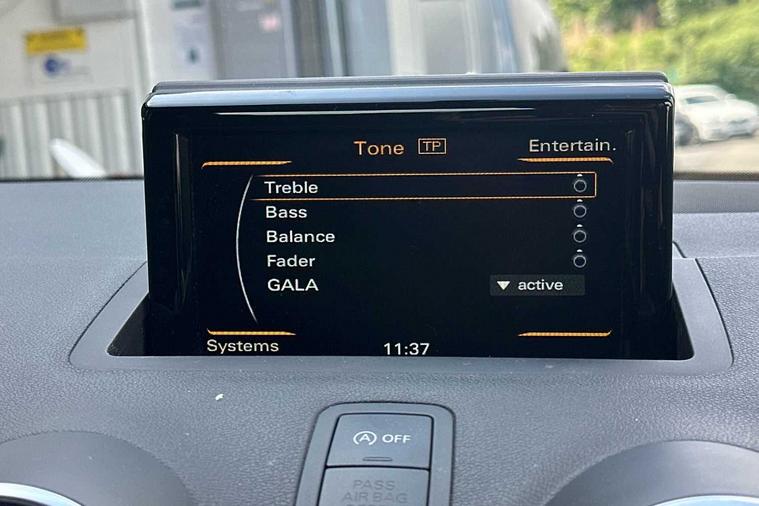 Tone TP Entertain.
Treble
Bass
Balance
Fader
GALA ▼ active
Systems 11:37
A OFF
PASS
AIR BAG